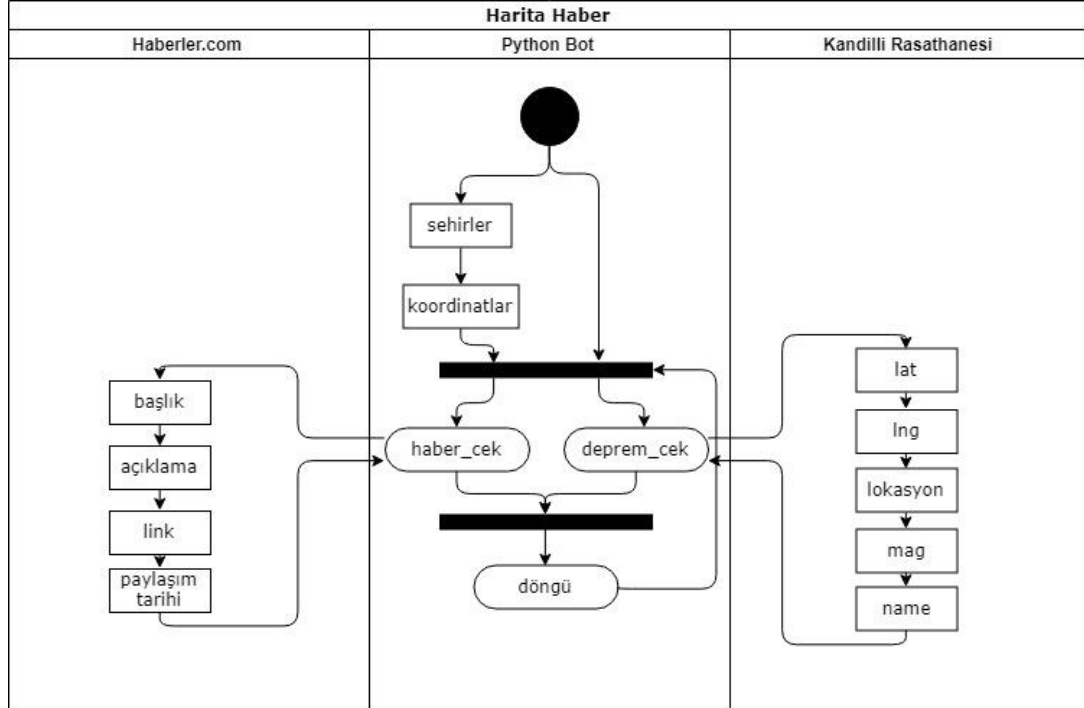 Harita Haber
Haberler.com
Python Bot
Kandilli Rasathanesi
sehirler
koordinatlar
başlık
açıklama
link
paylaşım
tarihi
haber_cek
deprem_cek
döngü
lat
lng
lokasyon
mag
name